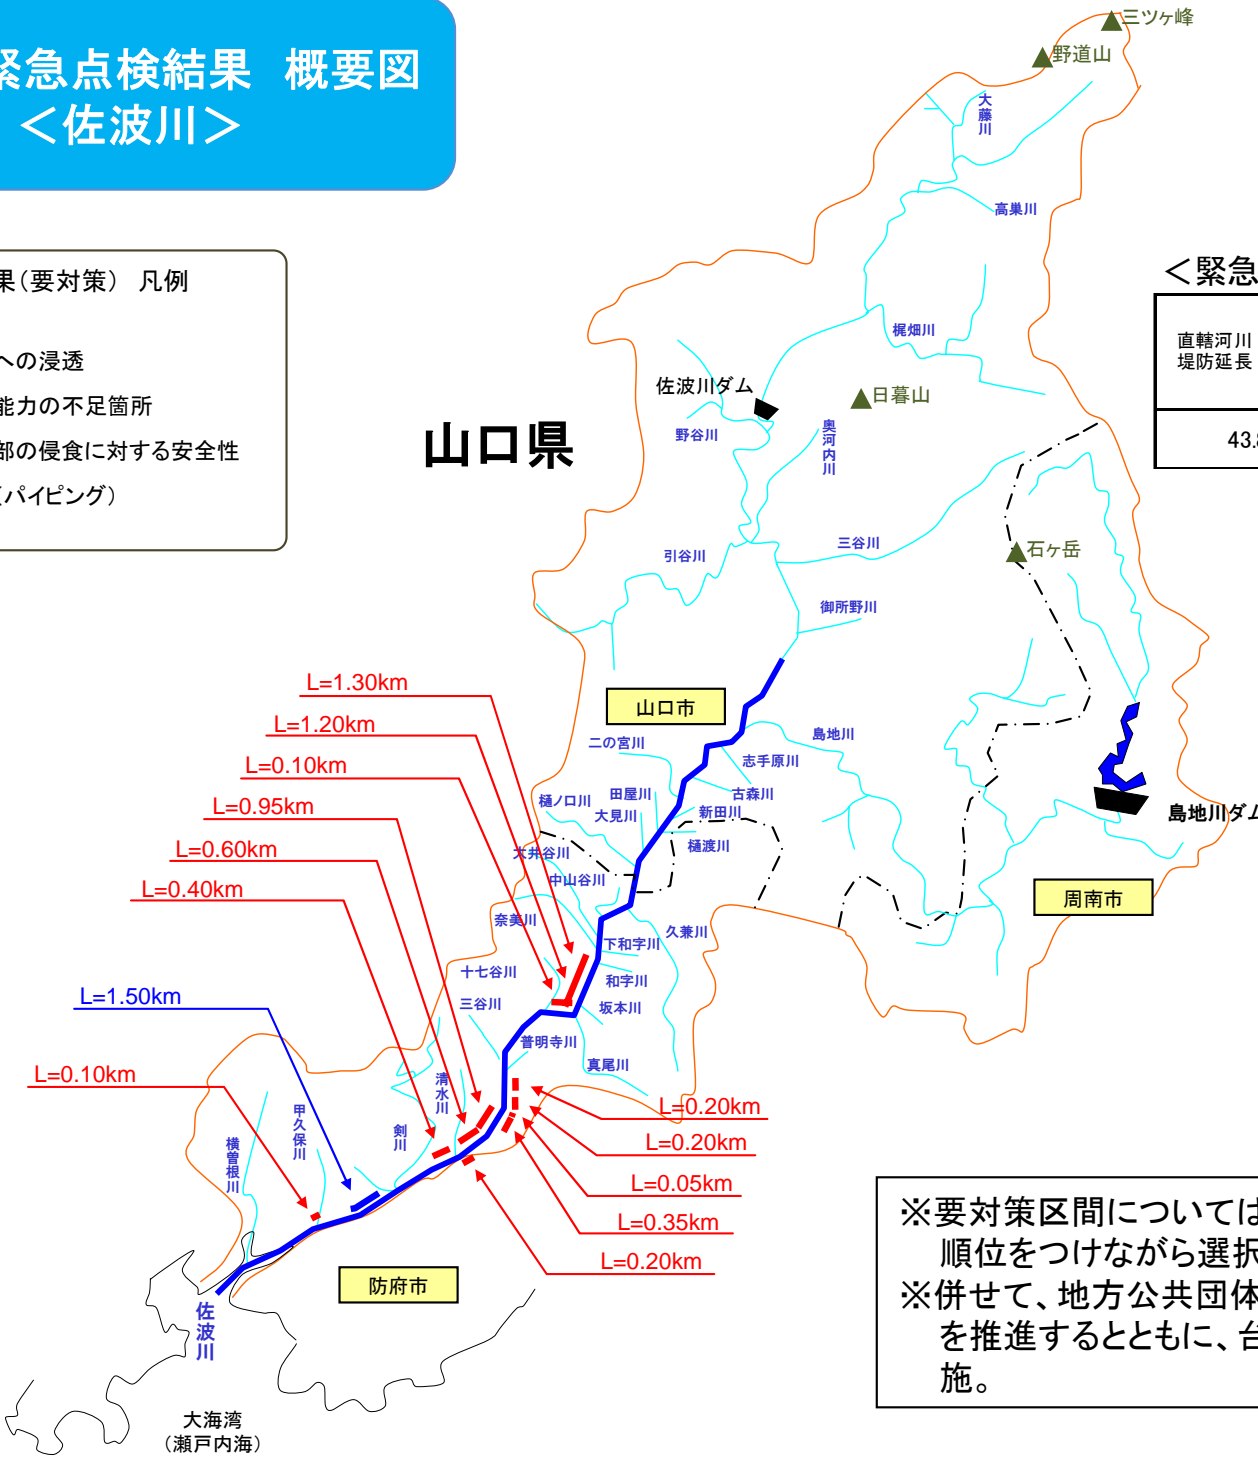 緊急点検結果 概要図
＜佐波川＞
果（要対策） 凡例
への浸透
能力の不足箇所
部の侵食に対する安全性
（パイピング）
山口県
三ツヶ峰
野道山
大藤川
高巣川
梶畑川
佐波川ダム
日暮山
野谷川
奥河内川
＜緊急
直轄河川
堤防延長
43.
引谷川
三谷川
石ヶ岳
御所野川
山口市
島地川
二の宮川
志手原川
田屋川
古森川
樋ノ口川
大見川
新田川
樋渡川
島地川ダム
大井谷川
中山谷川
周南市
奈美川
久兼川
下和字川
十七谷川
和字川
三谷川
坂本川
普明寺川
真尾川
清水川
甲久保川
剣川
横曽根川
L=1.30km
L=1.20km
L=0.10km
L=0.95km
L=0.60km
L=0.40km
L=1.50km
L=0.10km
L=0.20km
L=0.20km
L=0.05km
L=0.35km
L=0.20km
防府市
佐波川
大海湾
（瀬戸内海）
※要対策区間については
順位をつけながら選択
※併せて、地方公共団体
を推進するとともに、台
施。